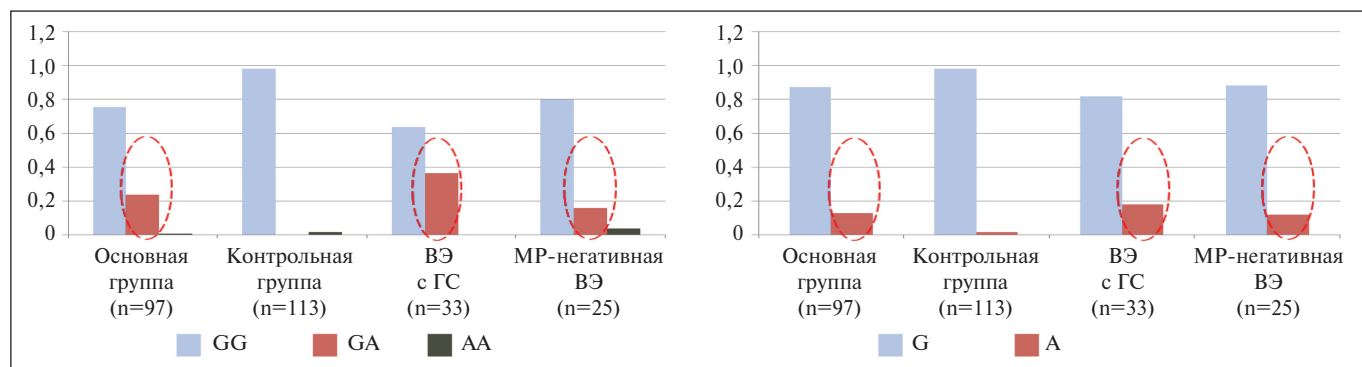 1,2
1,0
0,8
0,6
0,4
0,2
0
Основная группа (n=97)
Контрольная группа (n=113)
ВЭ с ГС (n=33)
МР-негативная ВЭ (n=25)
GG GA AA
1,2
1,0
0,8
0,6
0,4
0,2
0
Основная группа (n=97)
Контрольная группа (n=113)
ВЭ с ГС (n=33)
МР-негативная ВЭ (n=25)
G A